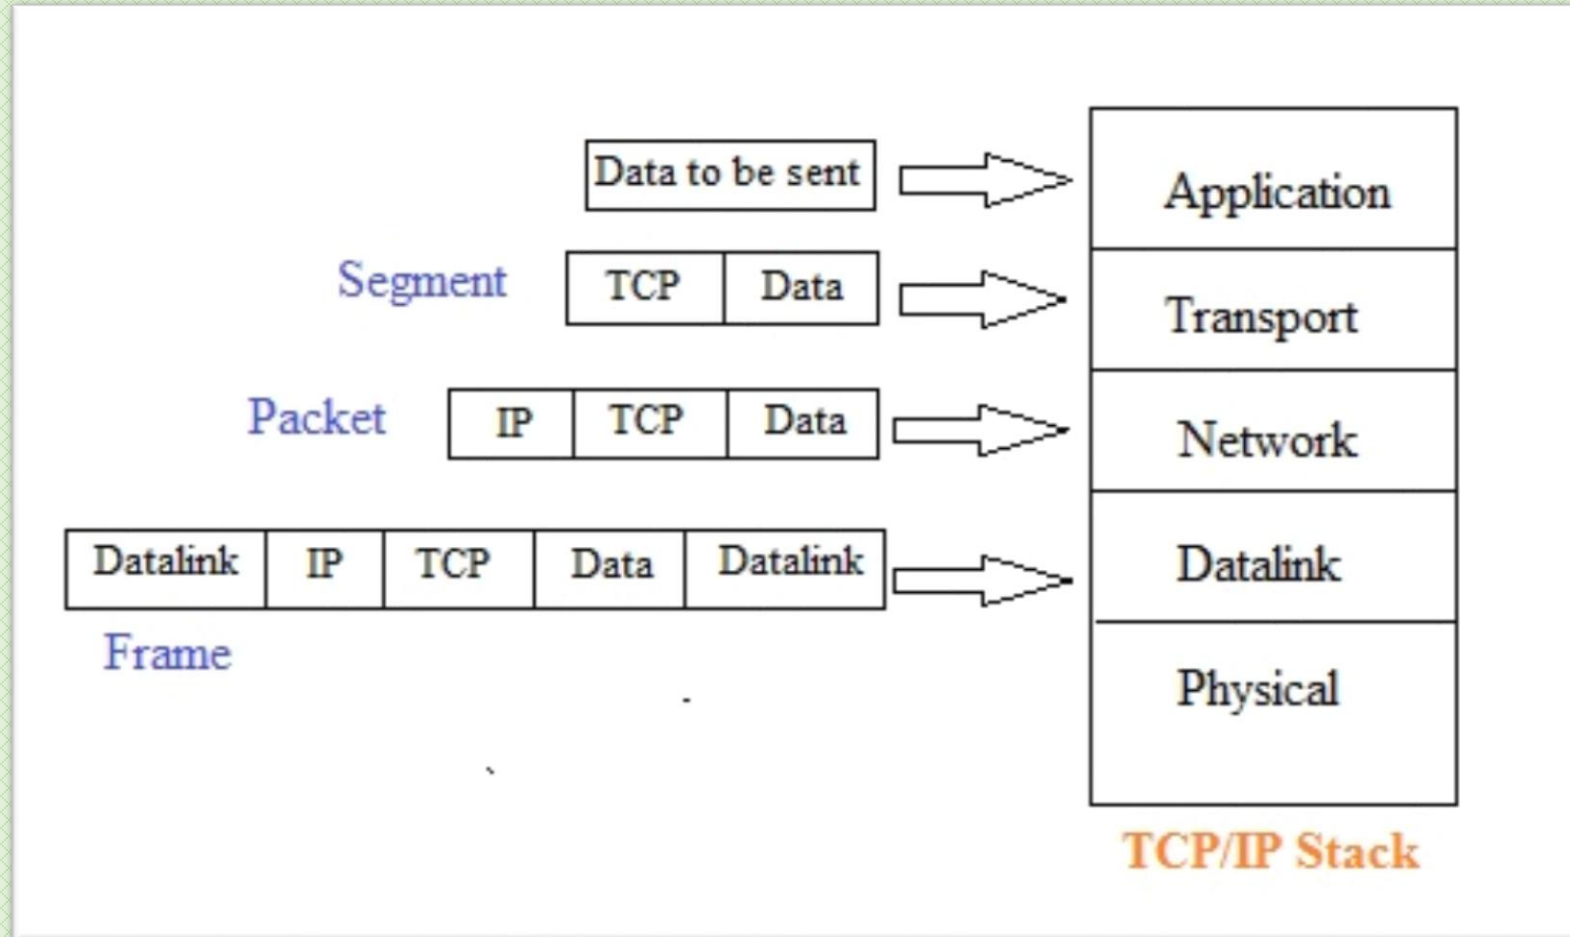 Data to be sent
Application
Segment
TCP
Data
Transport
Packet
IP
TCP
Data
Network
Datalink
IP
TCP
Data
Datalink
Datalink
Frame
Physical
TCP/IP Stack